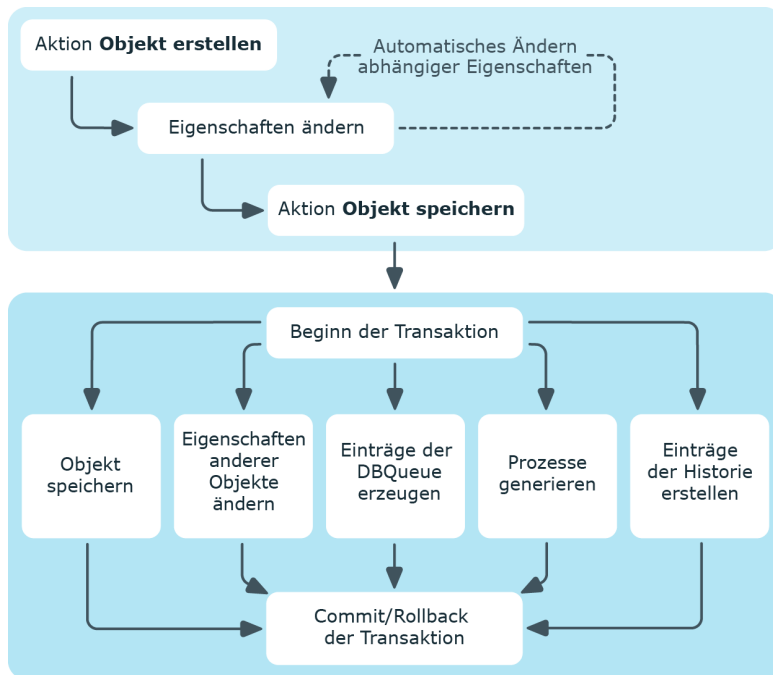 Aktion Objekt erstellen
Automatisches Ändern
abhängiger Eigenschaften
Eigenschaften ändern
Aktion Objekt speichern
Beginn der Transaktion
Objekt
speichern
Eigenschaften
anderer
Objekte
ändern
Einträge der
DBQueue
erzeugen
Prozesse
generieren
Einträge
der Historie
erstellen
Commit/Rollback
der Transaktion